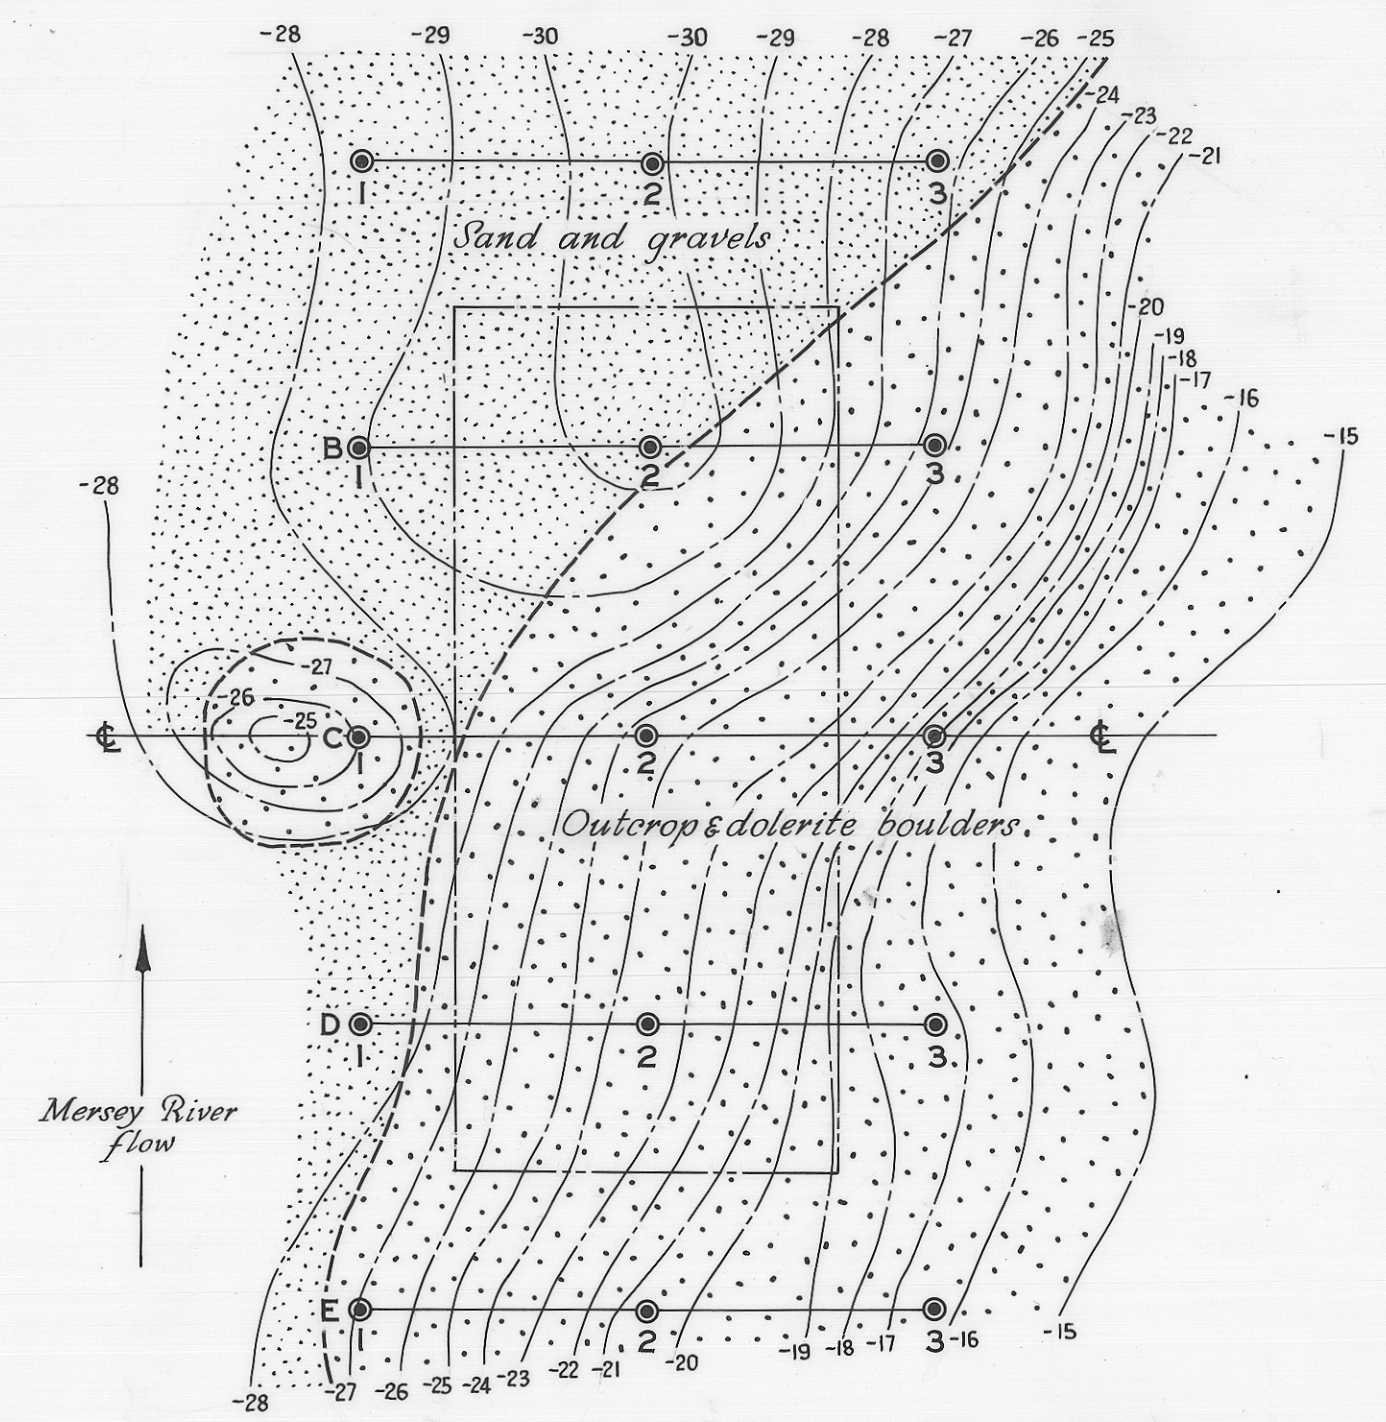 -28 -29 -30 -30 -29 -28 -27 -26 -25
-24
-23
-22
-21
1 2 3
Sand and gravels
-20
-19
-18
-17
-16
-15
B
1 2 3
-28
-27
-26
-25
℄ C ℄
1 2 3
Outcrop & dolerite boulders
D
1 2 3
Mersey River
flow
E
1 2 3
-28 -27 -26 -25 -24 -23 -22 -21 -20 -19 -18 -17 -16 -15